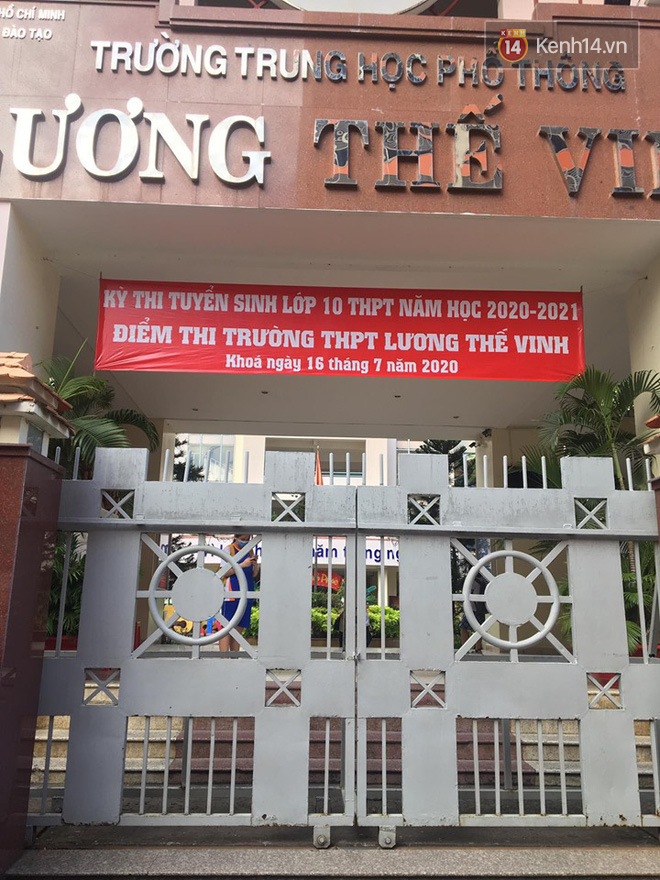 HỒ CHÍ MINH
ĐÀO TẠO
KENH 14 Kenh14.vn
TRƯỜNG TRUNG HỌC PHỔ THÔNG
ƯƠNG THẾ VI
KỲ THI TUYỂN SINH LỚP 10 THPT NĂM HỌC 2020-2021
ĐIỂM THI TRƯỜNG THPT LƯƠNG THẾ VINH
Khoá ngày 16 tháng 7 năm 2020